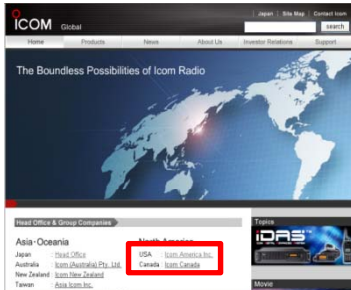 Japan | Site Map | Contact Icom
ICOM Global
search
Home Products News About Us Investor Relations Support
The Boundless Possibilities of Icom Radio
Head Office & Group Companies
Topics
Asia·Oceania
North America
Japan : Head Office
USA : Icom America Inc.
Australia : Icom (Australia) Pty. Ltd.
Canada : Icom Canada
New Zealand : Icom New Zealand
Taiwan : Asia Icom Inc.
iDAS
Movie